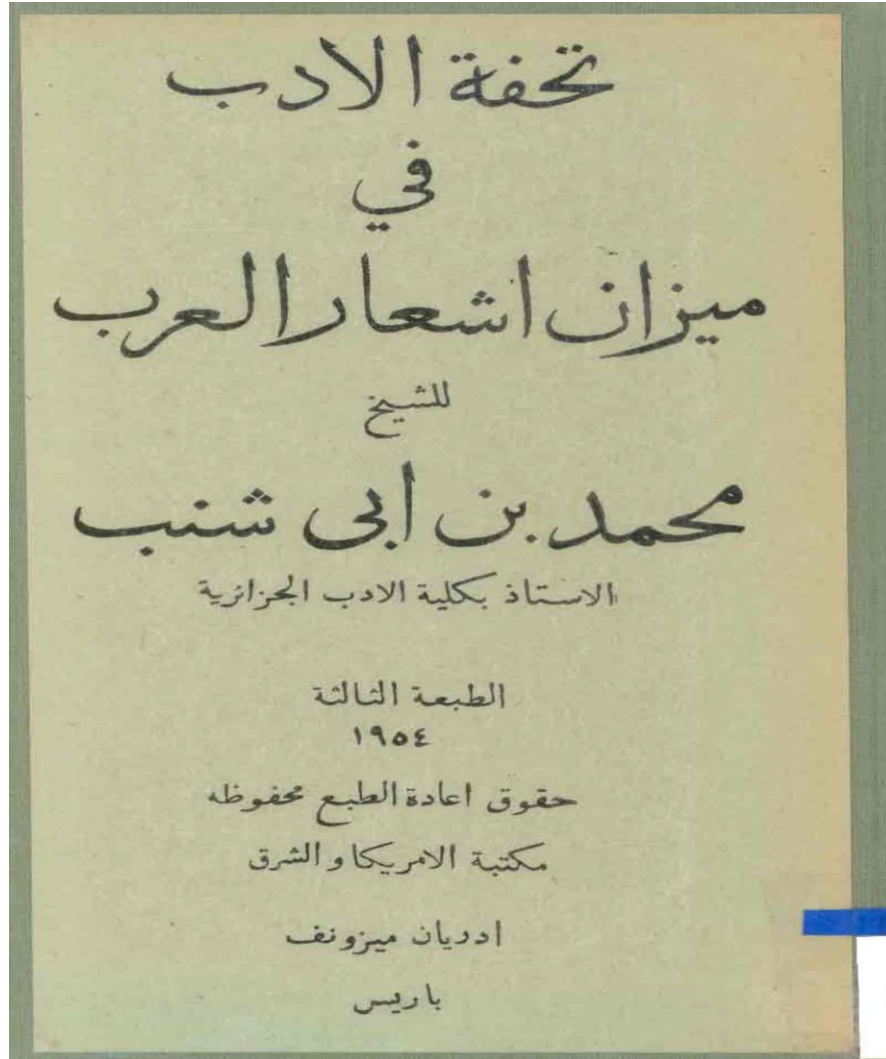 تحفة الادب
في
ميزان اشعار العرب
للشيخ
محمد بن ابى شنب
الاستاذ بكلية الادب الجزائرية
الطبعة الثالثة
١٩٥٤
حقوق اعادة الطبع محفوظه
مكتبة الامريكا والشرق
ادريان ميزونف
باريس